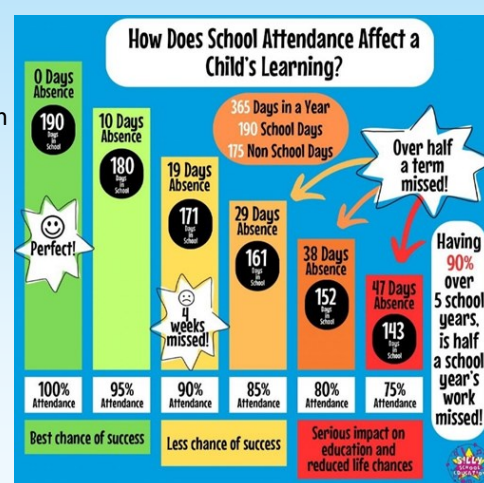 How Does School Attendance Affect a
Child's Learning?
0 Days
Absence
190
Days
in
School
Perfect!
10 Days
Absence
180
Days
in
School
19 Days
Absence
171
Days
in
School
4
weeks
missed!
365 Days in a Year
190 School Days
175 Non School Days
29 Days
Absence
161
Days
in
School
38 Days
Absence
152
Days
in
School
47 Days
Absence
143
Days
in
School
Over half
a term
missed!
Having
90%
over
5 school
years,
is half
a school
year's
work
missed!
100%
Attendance
95%
Attendance
90%
Attendance
85%
Attendance
80%
Attendance
75%
Attendance
Best chance of success
Less chance of success
Serious impact on
education and
reduced life chances
SILLY
SCHOOL
EDUCATION
n